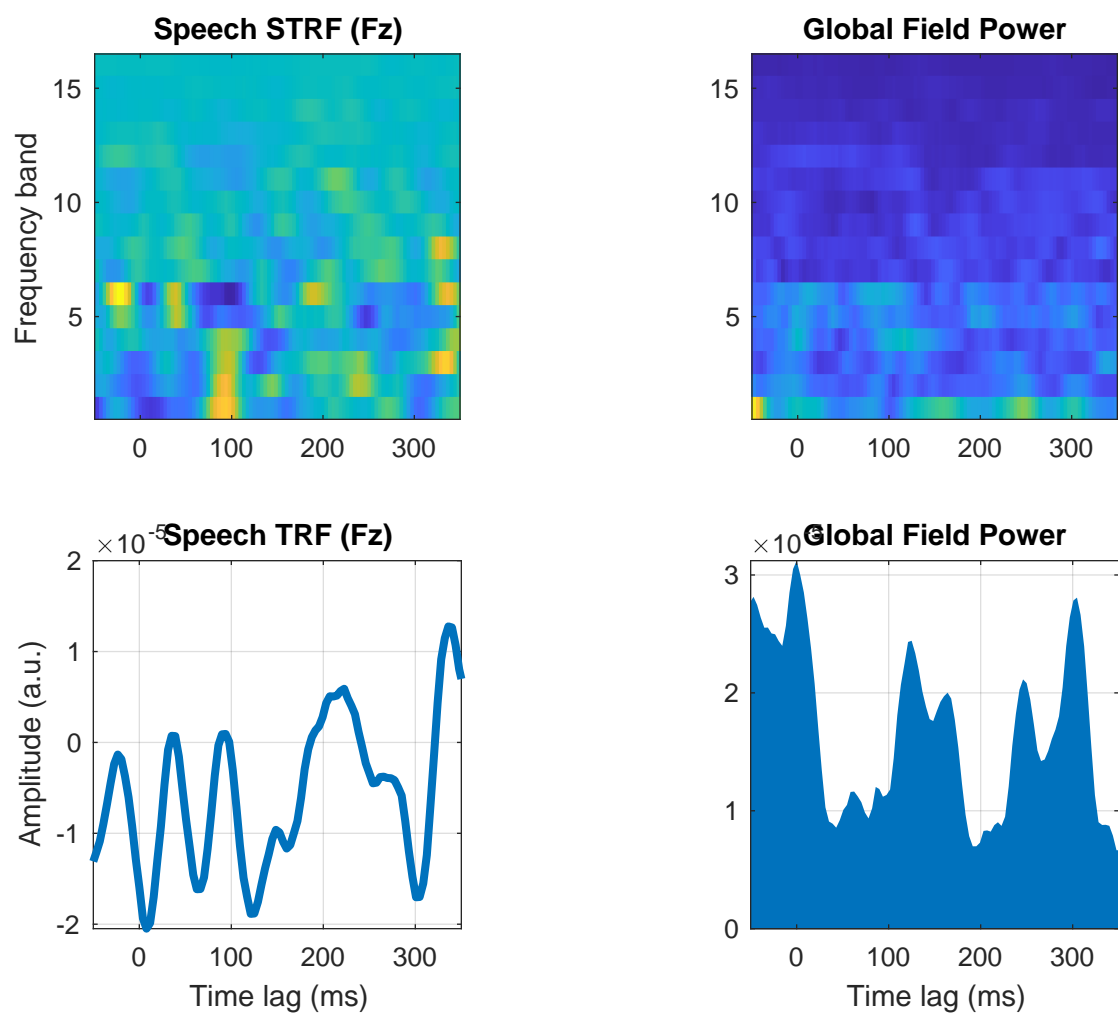 Speech STRF (Fz)
Frequency band
15
10
5
0 100 200 300
Global Field Power
15
10
5
0 100 200 300
Speech TRF (Fz)
×10-5
Amplitude (a.u.)
2
1
0
-1
-2
0 100 200 300
Time lag (ms)
Global Field Power
×10-5
3
2
1
0
0 100 200 300
Time lag (ms)